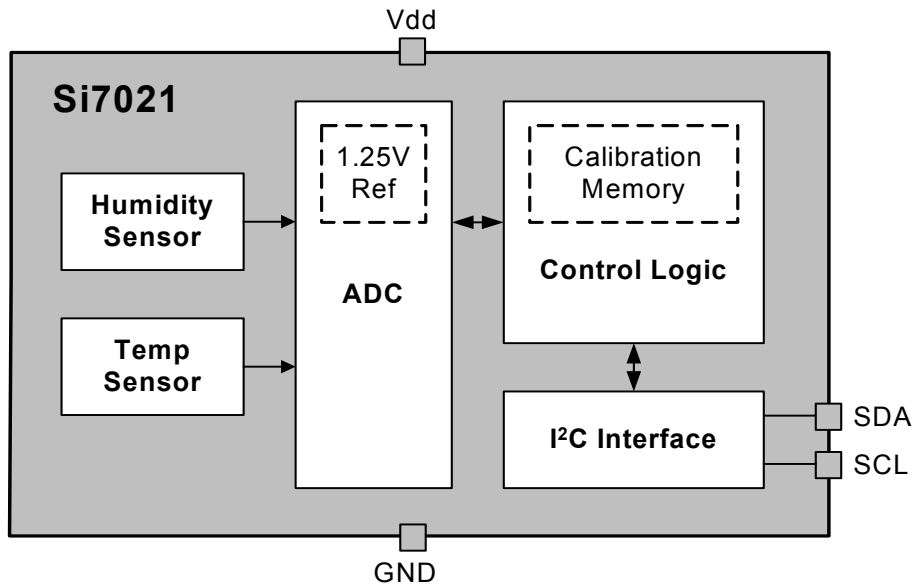 Vdd
Si7021
1.25V
Ref
Calibration
Memory
Humidity
Sensor
ADC
Control Logic
Temp
Sensor
I²C Interface
SDA
SCL
GND